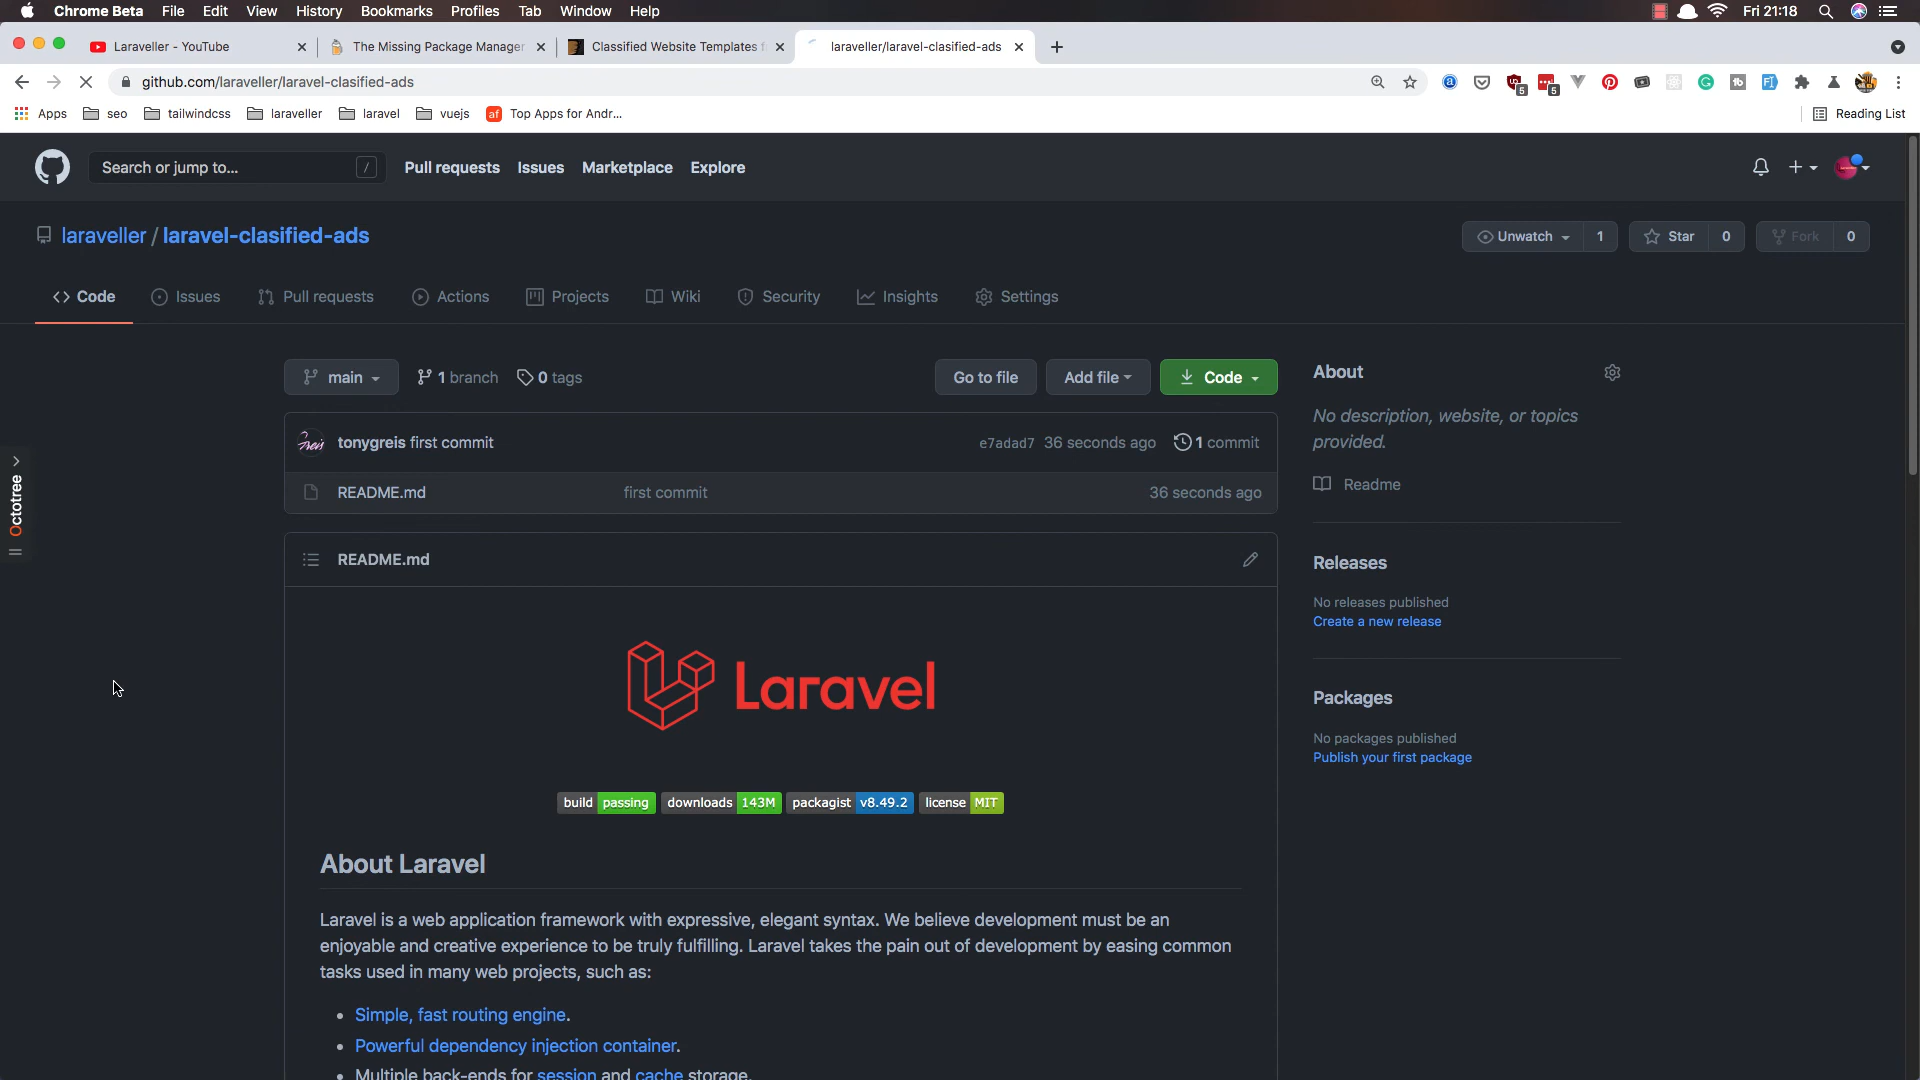 Chrome Beta File Edit View History Bookmarks Profiles Tab Window Help Fri 21:18
Laraveller - YouTube The Missing Package Manager Classified Website Templates f laraveller/laravel-clasified-ads
github.com/laraveller/laravel-clasified-ads
Apps seo tailwindcss laraveller laravel vuejs af Top Apps for Andr... Reading List
Search or jump to... / Pull requests Issues Marketplace Explore
laraveller / laravel-clasified-ads Unwatch 1 Star 0 Fork 0
Code Issues Pull requests Actions Projects Wiki Security Insights Settings
main 1 branch 0 tags Go to file Add file Code
About
No description, website, or topics
provided.
Readme
tonygreis first commit e7adad7 36 seconds ago 1 commit
README.md first commit 36 seconds ago
Octotree
README.md
Releases
No releases published
Create a new release
Packages
No packages published
Publish your first package
Laravel
build passing downloads 143M packagist v8.49.2 license MIT
About Laravel
Laravel is a web application framework with expressive, elegant syntax. We believe development must be an
enjoyable and creative experience to be truly fulfilling. Laravel takes the pain out of development by easing common
tasks used in many web projects, such as:
Simple, fast routing engine.
Powerful dependency injection container.
Multiple back-ends for session and cache storage.